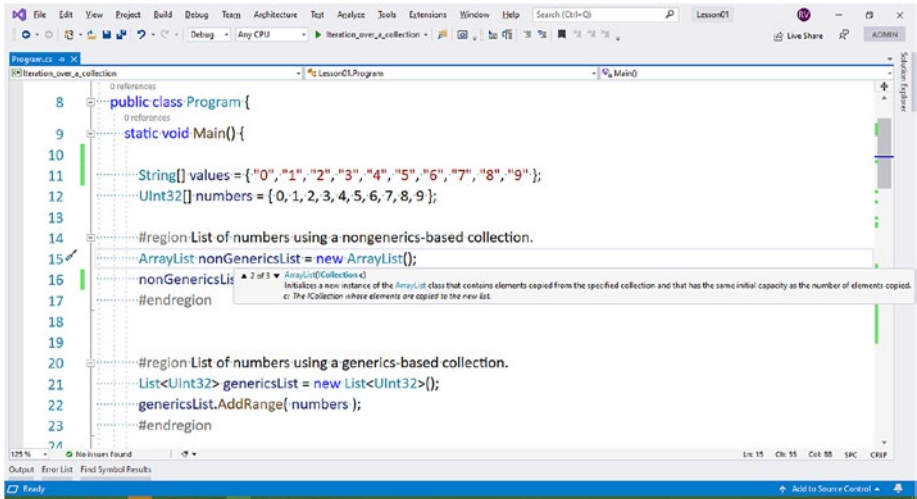 File Edit View Project Build Debug Team Architecture Test Analyze Tools Extensions Window Help Search (Ctrl+Q) Lesson01 RV
Debug Any CPU Iteration_over_a_collection Live Share ADMIN
Program.cs
Iteration_over_a_collection Lesson01.Program Main()
Solution Explorer
0 references
8 public class Program {
0 references
9 static void Main() {
10
11 String[] values = { "0", "1", "2", "3", "4", "5", "6", "7", "8", "9" };
12 UInt32[] numbers = { 0, 1, 2, 3, 4, 5, 6, 7, 8, 9 };
13
14 #region List of numbers using a nongenerics-based collection.
15 ArrayList nonGenericsList = new ArrayList();
16 nonGenericsLis
▲ 2 of 3 ▼ ArrayList(ICollection c)
Initializes a new instance of the ArrayList class that contains elements copied from the specified collection and that has the same initial capacity as the number of elements copied.
c: The ICollection whose elements are copied to the new list.
17 #endregion
18
19
20 #region List of numbers using a generics-based collection.
21 List<UInt32> genericsList = new List<UInt32>();
22 genericsList.AddRange( numbers );
23 #endregion
24
125 % No issues found Ln: 15 Ch: 55 Col: 88 SPC CRLF
Output Error List Find Symbol Results
Ready Add to Source Control